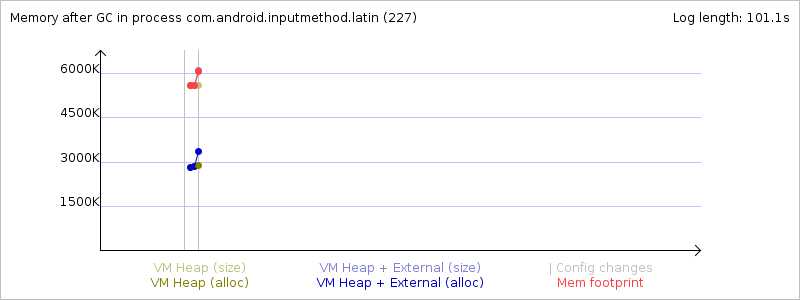 Memory after GC in process com.android.inputmethod.latin (227)
Log length: 101.1s
6000K
4500K
3000K
1500K
VM Heap (size)
VM Heap + External (size)
| Config changes
VM Heap (alloc)
VM Heap + External (alloc)
Mem footprint